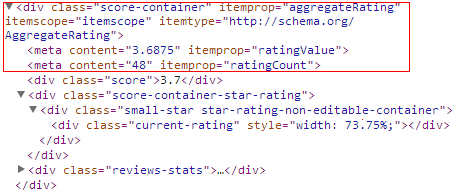 ▼<div class="score-container" itemprop="aggregateRating"
itemscope="itemscope" itemtype="http://schema.org/
AggregateRating">
<meta content="3.6875" itemprop="ratingValue">
<meta content="48" itemprop="ratingCount">
<div class="score">3.7</div>
▼<div class="score-container-star-rating">
▼<div class="small-star star-rating-non-editable-container">
<div class="current-rating" style="width: 73.75%;"></div>
</div>
</div>
▶<div class="reviews-stats">…</div>
</div>